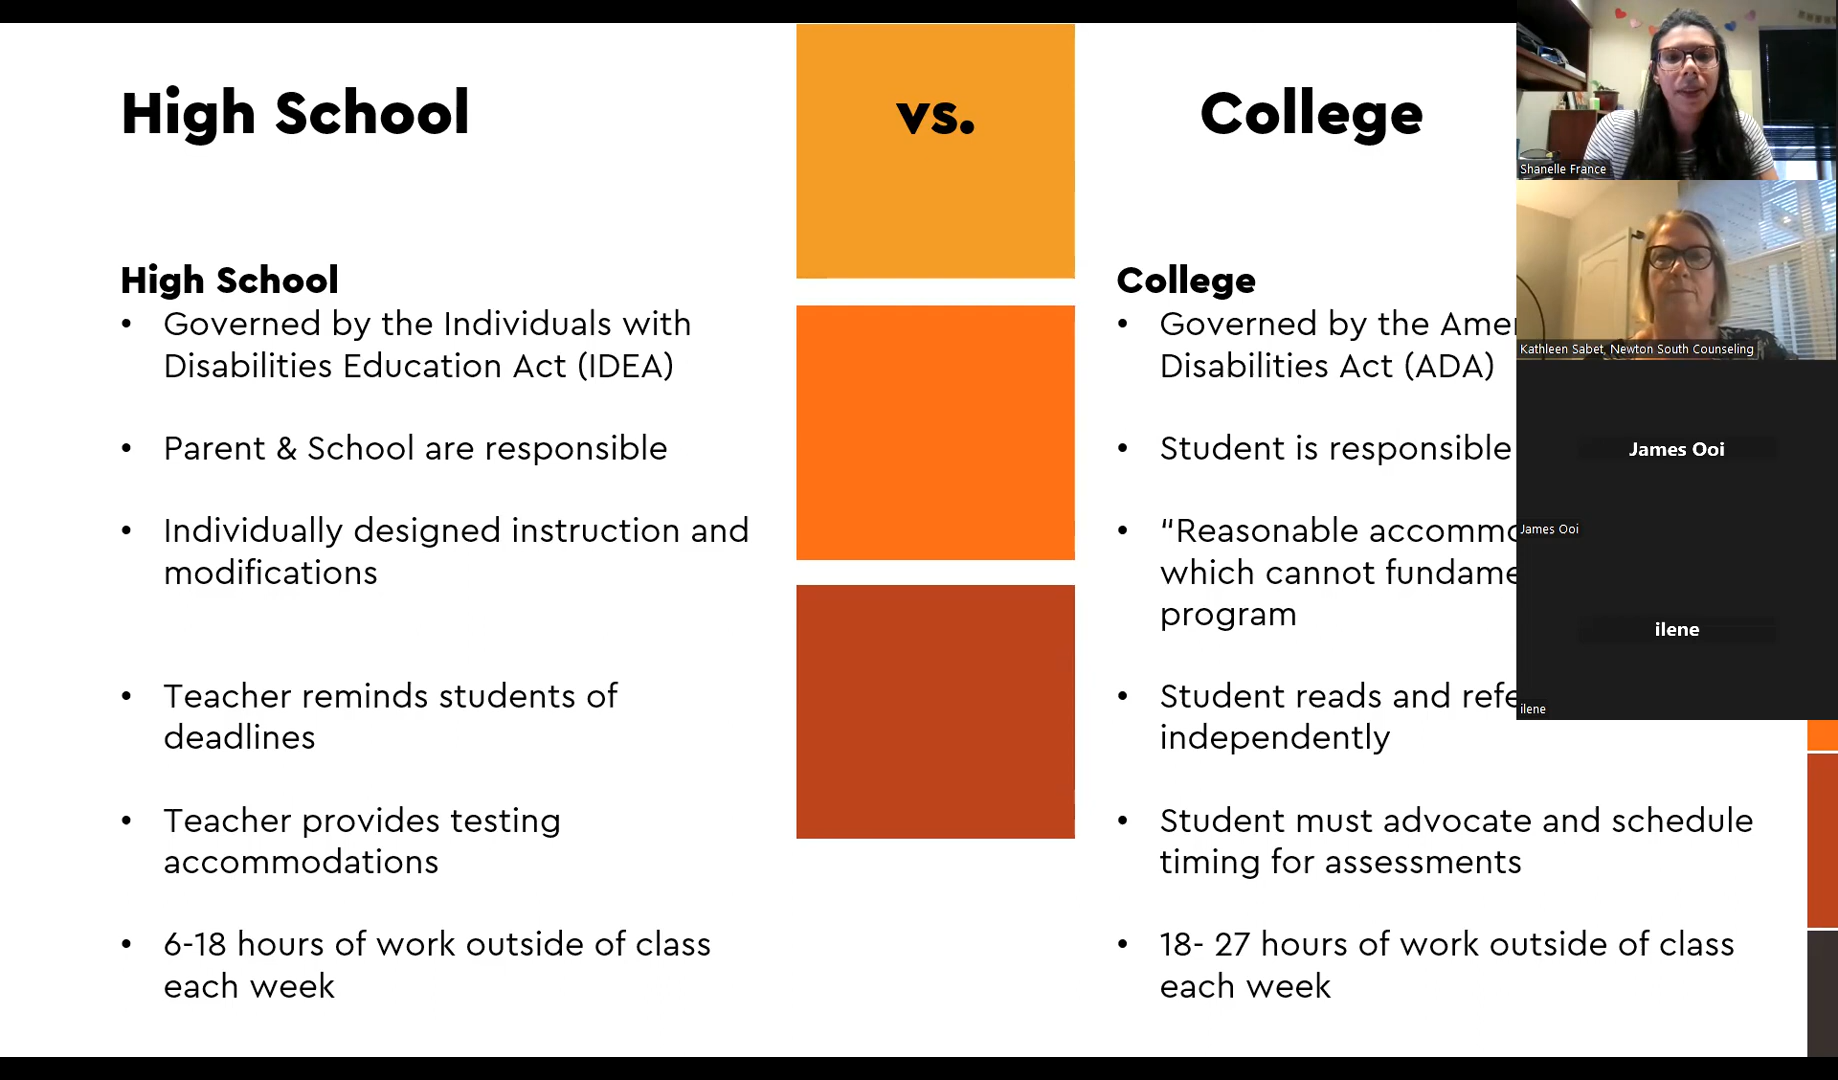 High School
vs.
College
High School
• Governed by the Individuals with
Disabilities Education Act (IDEA)
• Parent & School are responsible
• Individually designed instruction and
modifications
• Teacher reminds students of
deadlines
• Teacher provides testing
accommodations
• 6-18 hours of work outside of class
each week
College
• Governed by the
Disabilities Act (ADA)
• Student is responsible
• “Reasonable
which cannot
program
• Student reads and
independently
• Student must advocate and schedule
timing for assessments
• 18- 27 hours of work outside of class
each week
Shanelle France
Kathleen Sabet, Newton South Counseling
James Ooi
James Ooi
ilene
ilene